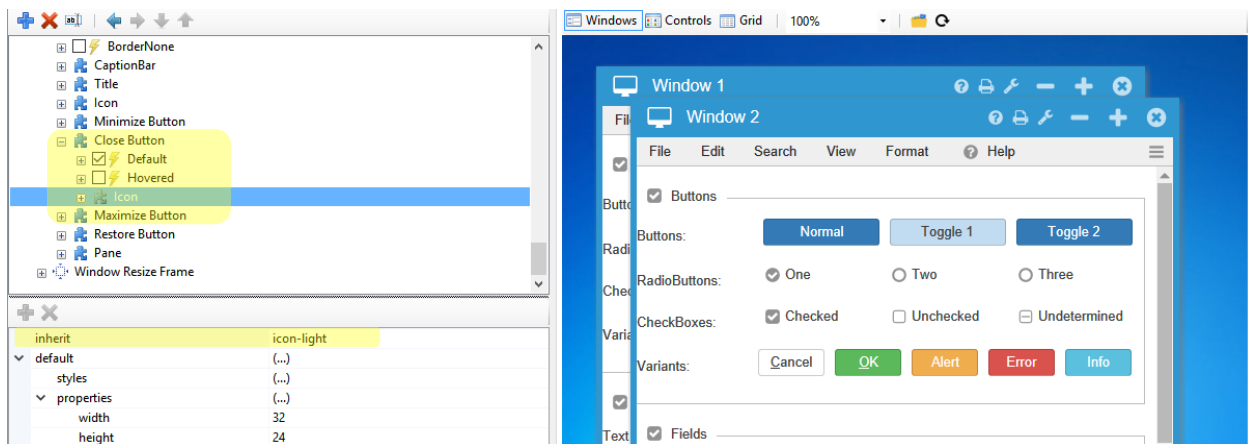 Windows Controls Grid 100%
BorderNone
CaptionBar
Title
Icon
Minimize Button
Close Button
Default
Hovered
Icon
Maximize Button
Restore Button
Pane
Window Resize Frame
inherit icon-light
default (...)
styles (...)
properties (...)
width 32
height 24
Window 1
Window 2
File Edit Search View Format Help
Buttons
Buttons: Normal Toggle 1 Toggle 2
RadioButtons: One Two Three
CheckBoxes: Checked Unchecked Undetermined
Variants: Cancel OK Alert Error Info
Fields
Text